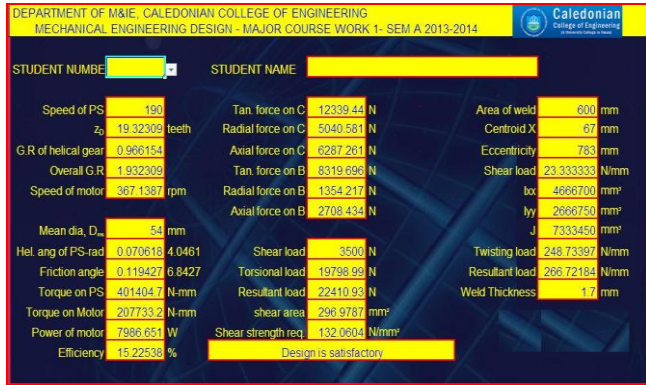 DEPARTMENT OF M&IE, CALEDONIAN COLLEGE OF ENGINEERING
MECHANICAL ENGINEERING DESIGN - MAJOR COURSE WORK 1- SEM A 2013-2014
Caledonian
College of Engineering
STUDENT NUMBE
STUDENT NAME
Speed of PS 190
z₀ 19.32309 teeth
G.R of helical gear 0.966154
Overall G.R 1.932309
Speed of motor 367.1387 rpm
Mean dia, Dₘ 54 mm
Hel. ang of PS-rad 0.070618 4.0461
Friction angle 0.119427 6.8427
Torque on PS 401404.7 N-mm
Torque on Motor 207733.2 N-mm
Power of motor 7986.651 W
Efficiency 15.22538 %
Tan. force on C 12339.44 N
Radial force on C 5040.581 N
Axial force on C 6287.261 N
Tan. force on B 8319.696 N
Radial force on B 1354.217 N
Axial force on B 2708.434 N
Shear load 3500 N
Torsional load 19798.99 N
Resultant load 22410.93 N
shear area 296.9787 mm²
Shear strength req. 132.0604 N/mm²
Design is satisfactory
Area of weld 600 mm
Centroid X 67 mm
Eccentricity 783 mm
Shear load 23.333333 N/mm
Ixx 4666700 mm³
Iyy 2666750 mm³
J 7333450 mm³
Twisting load 248.73397 N/mm
Resultant load 266.72184 N/mm
Weld Thickness 1.7 mm